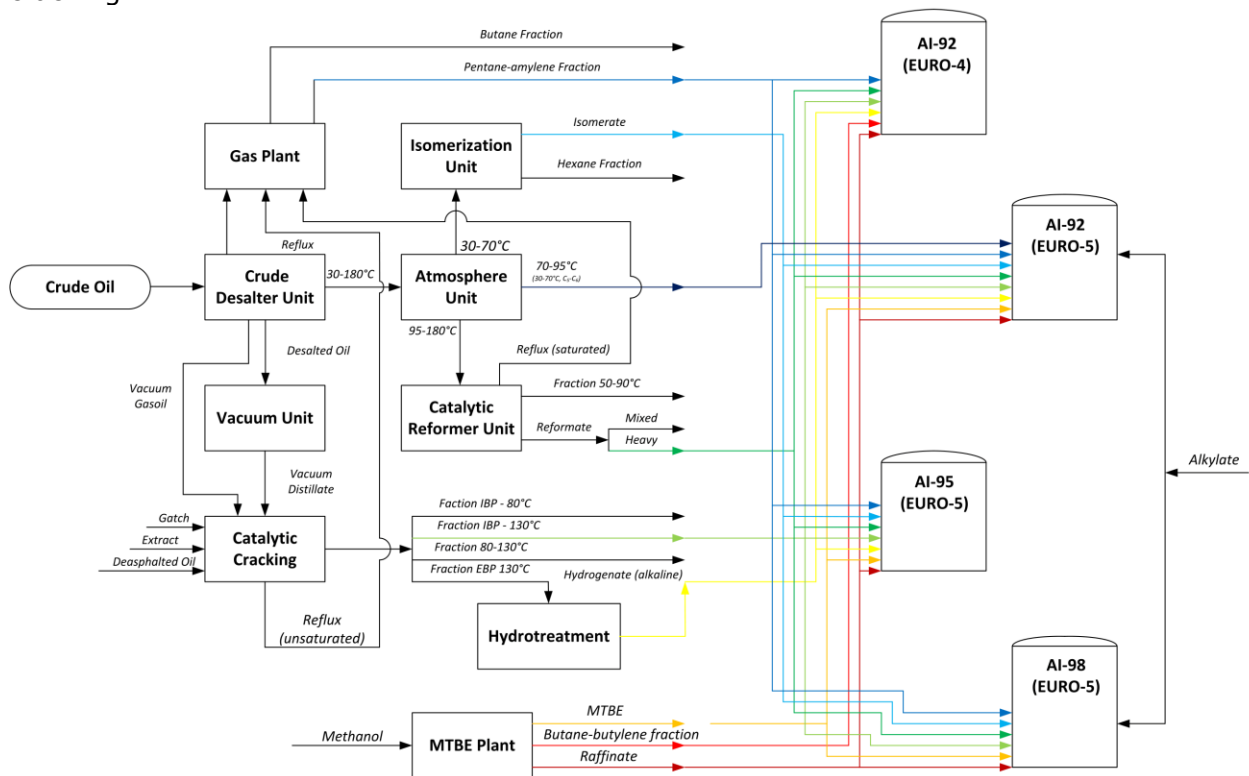 Butane Fraction
AI-92
(EURO-4)
Pentane-amylene Fraction
Gas Plant
Isomerization
Unit
Isomerate
Hexane Fraction
Reflux
30-70°C
AI-92
(EURO-5)
Crude Oil
Crude
Desalter Unit
30-180°C
Atmosphere
Unit
70-95°C
95-180°C
Desalted Oil
Reflux (saturated)
Vacuum
Gasoil
Vacuum Unit
Catalytic
Reformer Unit
Fraction 50-90°C
Reformate
Mixed
Heavy
Alkylate
AI-95
(EURO-5)
Vacuum
Distillate
Gatch
Extract
Deasphalted Oil
Catalytic
Cracking
Faction IBP - 80°C
Fraction IBP - 130°C
Fraction 80-130°C
Fraction EBP 130°C
Hydrogenate (alkaline)
Reflux
(unsaturated)
Hydrotreatment
AI-98
(EURO-5)
Methanol
MTBE Plant
MTBE
Butane-butylene fraction
Raffinate